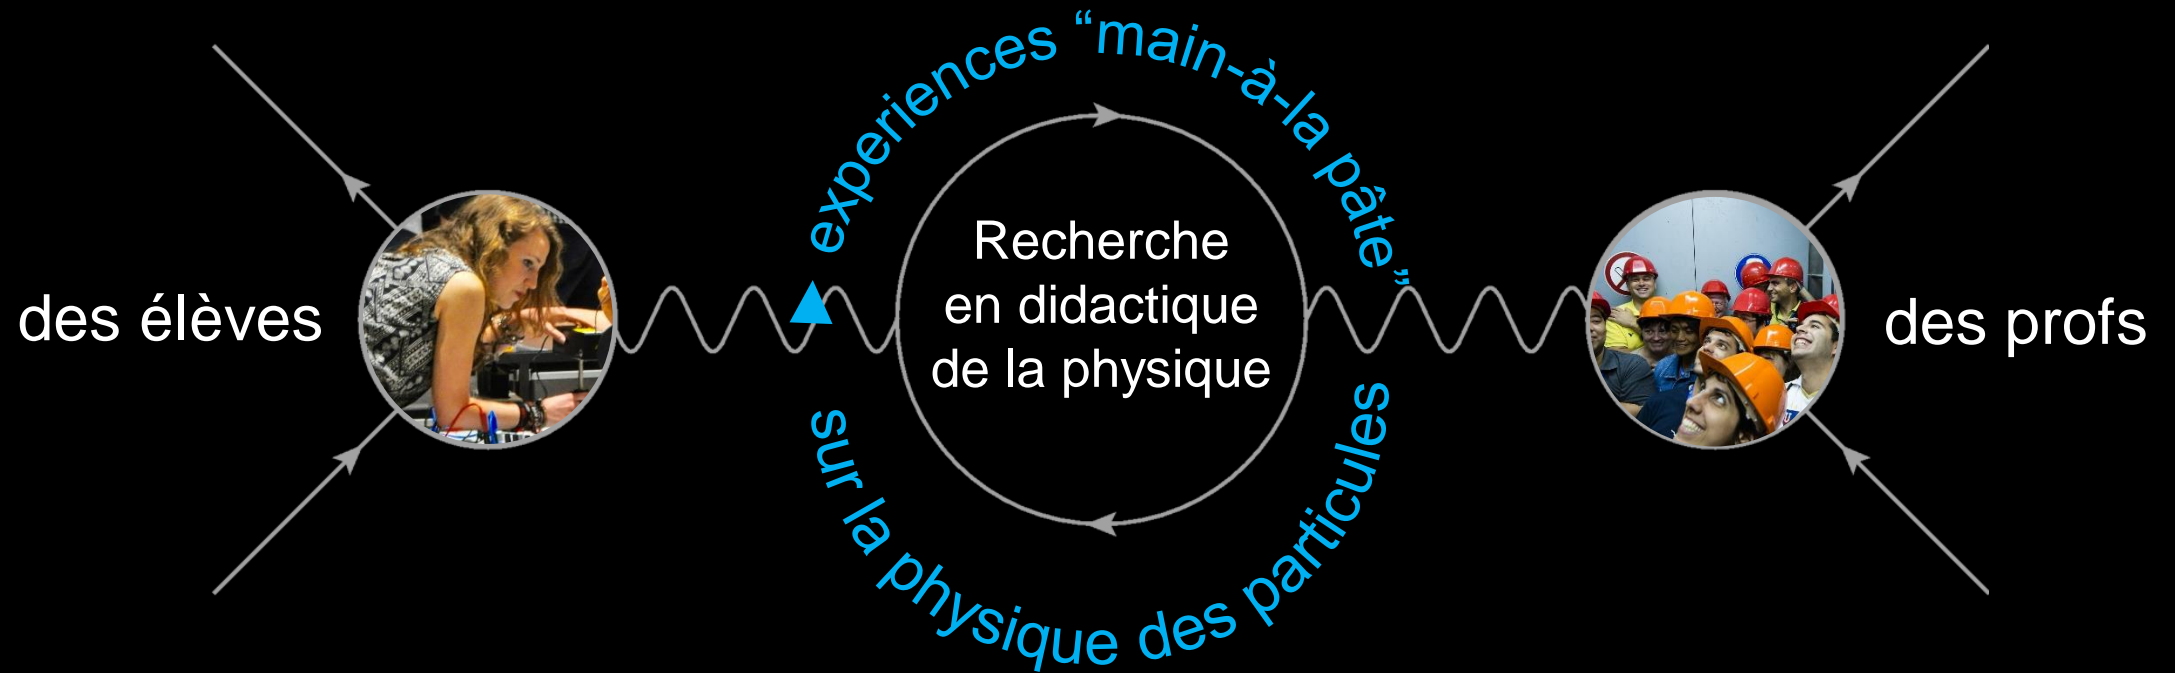 experiences “main-à-la pâte”
des élèves
Recherche
en didactique
de la physique
des profs
sur la physique des particules